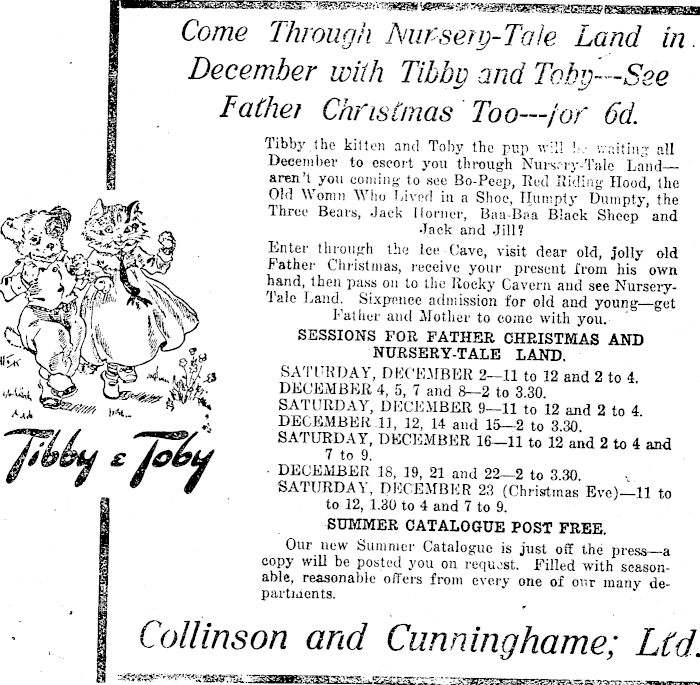 Come Through Nursery-Tale Land in
December with Tibby and Toby---See
Father Christmas Too---for 6d.
Tibby the kitten and Toby the pup will be waiting all
December to escort you through Nursery-Tale Land—
aren't you coming to see Bo-Peep, Red Riding Hood, the
Old Womn Who Lived in a Shoe, Humpty Dumpty, the
Three Bears, Jack Horner, Baa-Baa Black Sheep and
Jack and Jill?
Enter through the Ice Cave, visit dear old, jolly old
Father Christmas, receive your present from his own
hand, then pass on to the Rocky Cavern and see Nursery-
Tale Land. Sixpence admission for old and young—get
Father and Mother to come with you.
SESSIONS FOR FATHER CHRISTMAS AND
NURSERY-TALE LAND.
SATURDAY, DECEMBER 2—11 to 12 and 2 to 4.
DECEMBER 4, 5, 7 and 8—2 to 3.30.
SATURDAY, DECEMBER 9—11 to 12 and 2 to 4.
DECEMBER 11, 12, 14 and 15—2 to 3.30.
SATURDAY, DECEMBER 16—11 to 12 and 2 to 4 and
7 to 9.
DECEMBER 18, 19, 21 and 22—2 to 3.30.
SATURDAY, DECEMBER 23 (Christmas Eve)—11 to
to 12, 1.30 to 4 and 7 to 9.
Tibby & Toby
SUMMER CATALOGUE POST FREE.
Our new Summer Catalogue is just off the press—a
copy will be posted you on request. Filled with season-
able, reasonable offers from every one of our many de-
partments.
Collinson and Cunninghame; Ltd.